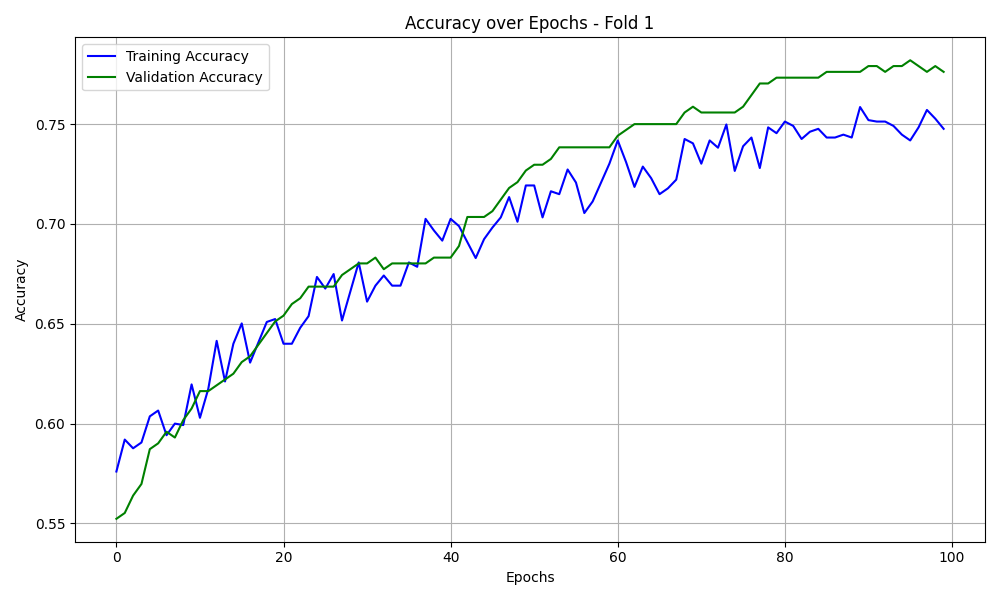 Accuracy over Epochs - Fold 1
Training Accuracy
Validation Accuracy
Accuracy
0.75
0.70
0.65
0.60
0.55
0 20 40 60 80 100
Epochs